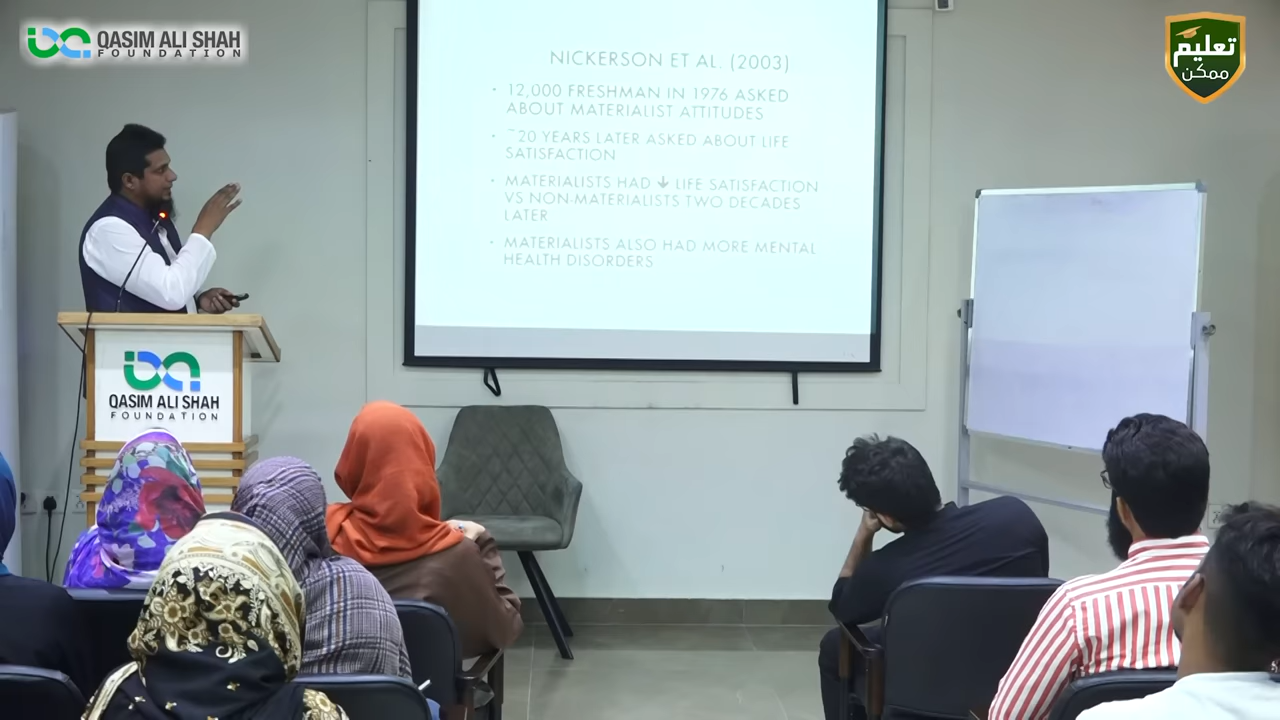 QASIM ALI SHAH
FOUNDATION
تعلیم
ممکن
NICKERSON ET AL. (2003)
• 12,000 FRESHMAN IN 1976 ASKED
ABOUT MATERIALIST ATTITUDES
• ~20 YEARS LATER ASKED ABOUT LIFE
SATISFACTION
• MATERIALISTS HAD ↓ LIFE SATISFACTION
VS NON-MATERIALISTS TWO DECADES
LATER
• MATERIALISTS ALSO HAD MORE MENTAL
HEALTH DISORDERS
QASIM ALI SHAH
FOUNDATION